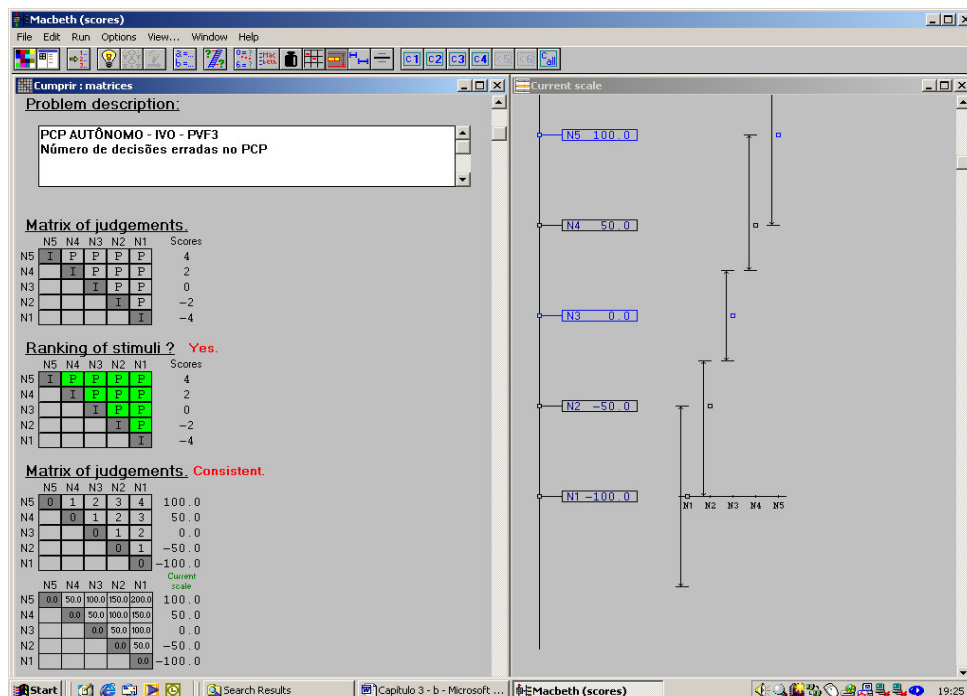 Macbeth (scores)
File Edit Run Options View... Window Help
C1 C2 C3 C4 C5 C6 Call
Cumprir : matrices
Problem description:
PCP AUTÔNOMO - IVO - PVF3
Número de decisões erradas no PCP
Matrix of judgements.
N5 N4 N3 N2 N1 Scores
N5 I P P P P 4
N4 I P P P 2
N3 I P P 0
N2 I P -2
N1 I -4
Ranking of stimuli ? Yes.
N5 N4 N3 N2 N1 Scores
N5 I P P P P 4
N4 I P P P 2
N3 I P P 0
N2 I P -2
N1 I -4
Matrix of judgements. Consistent.
N5 N4 N3 N2 N1
N5 0 1 2 3 4 100.0
N4 0 1 2 3 50.0
N3 0 1 2 0.0
N2 0 1 -50.0
N1 0 -100.0
Current
N5 N4 N3 N2 N1 scale
N5 0.0 50.0 100.0 150.0 200.0 100.0
N4 0.0 50.0 100.0 150.0 50.0
N3 0.0 50.0 100.0 0.0
N2 0.0 50.0 -50.0
N1 0.0 -100.0
Current scale
N5 100.0
N4 50.0
N3 0.0
N2 -50.0
N1 -100.0
N1 N2 N3 N4 N5
Start
Search Results
Capítulo 3 - b - Microsoft ...
Macbeth (scores)
19:25